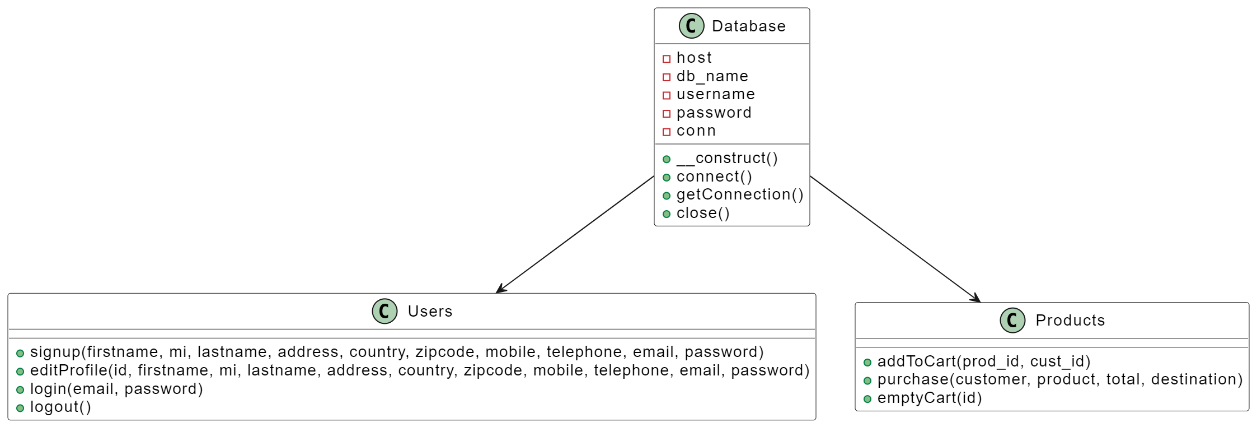 C Database
host
db_name
username
password
conn
__construct()
connect()
getConnection()
close()
C Users
signup(firstname, mi, lastname, address, country, zipcode, mobile, telephone, email, password)
editProfile(id, firstname, mi, lastname, address, country, zipcode, mobile, telephone, email, password)
login(email, password)
logout()
C Products
addToCart(prod_id, cust_id)
purchase(customer, product, total, destination)
emptyCart(id)